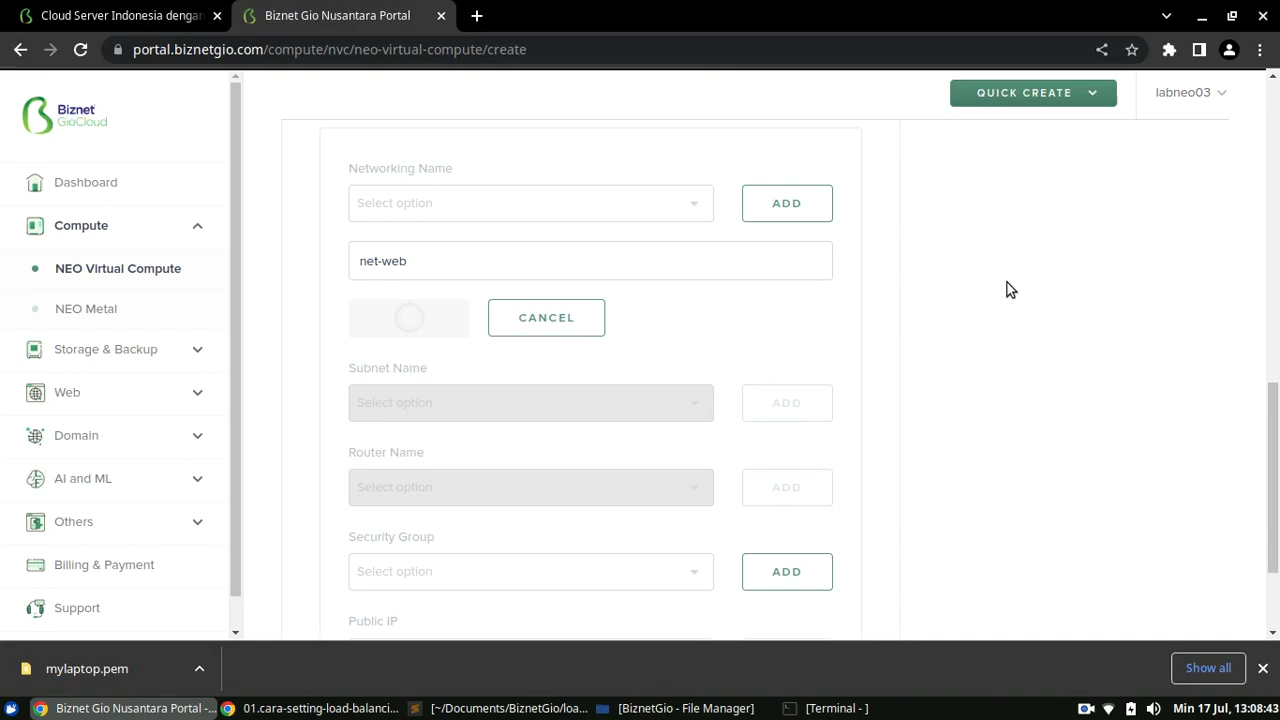 Cloud Server Indonesia dengan
Biznet Gio Nusantara Portal
portal.biznetgio.com/compute/nvc/neo-virtual-compute/create
Biznet
GioCloud
QUICK CREATE
labneo03
Dashboard
Compute
NEO Virtual Compute
NEO Metal
Storage & Backup
Web
Domain
AI and ML
Others
Billing & Payment
Support
Networking Name
Select option
ADD
net-web
CANCEL
Subnet Name
Select option
ADD
Router Name
Select option
ADD
Security Group
Select option
ADD
Public IP
mylaptop.pem
Show all
Biznet Gio Nusantara Portal -...
01.cara-setting-load-balanci...
[~/Documents/BiznetGio/loa...
[BiznetGio - File Manager]
[Terminal - ]
Min 17 Jul, 13:08:43